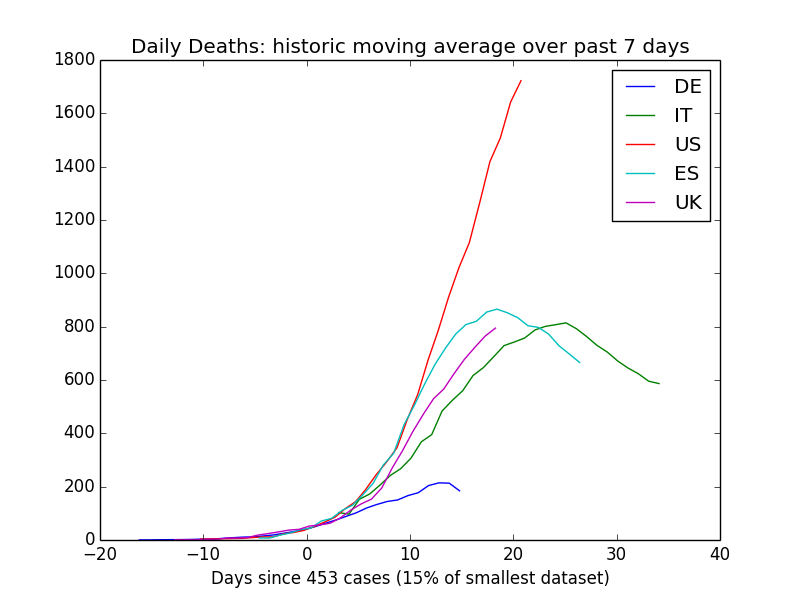 Daily Deaths: historic moving average over past 7 days
1800
1600
1400
1200
1000
800
600
400
200
0
−20
−10
0
10
20
30
40
DE
IT
US
ES
UK
Days since 453 cases (15% of smallest dataset)